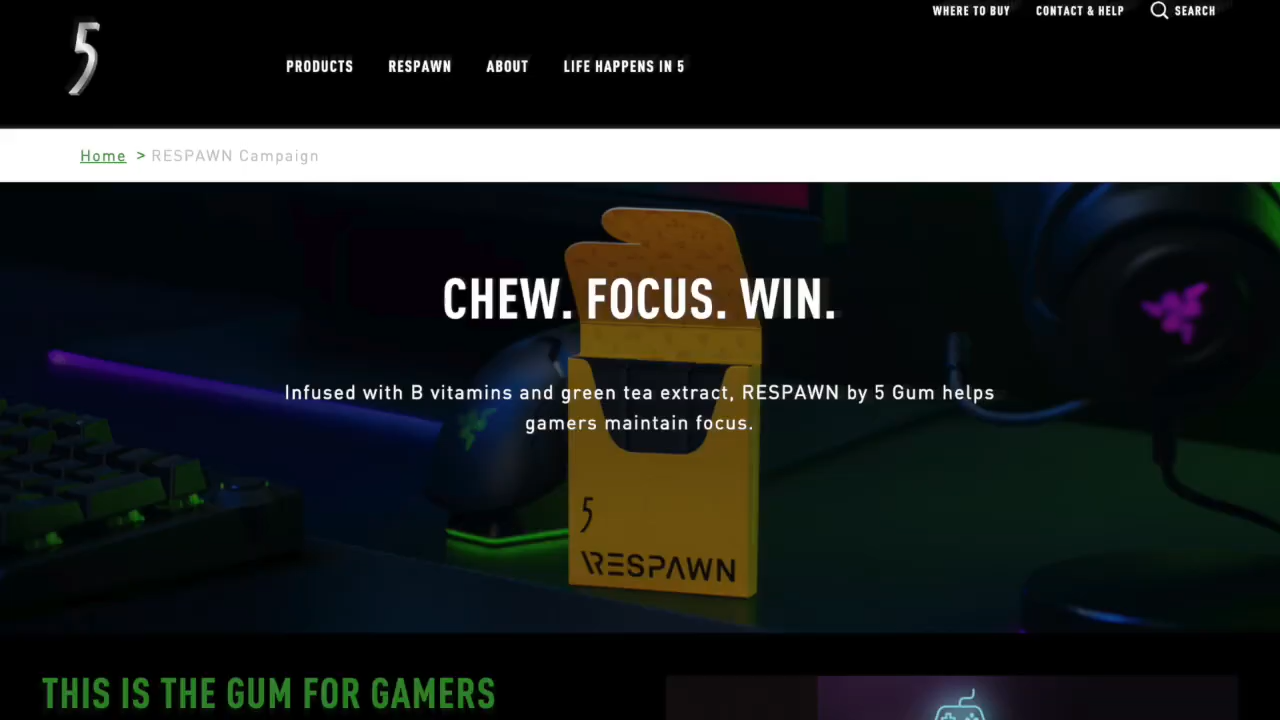 WHERE TO BUY
CONTACT & HELP
SEARCH
5
PRODUCTS
RESPAWN
ABOUT
LIFE HAPPENS IN 5
Home > RESPAWN Campaign
CHEW. FOCUS. WIN.
Infused with B vitamins and green tea extract, RESPAWN by 5 Gum helps
gamers maintain focus.
5
RESPAWN
THIS IS THE GUM FOR GAMERS